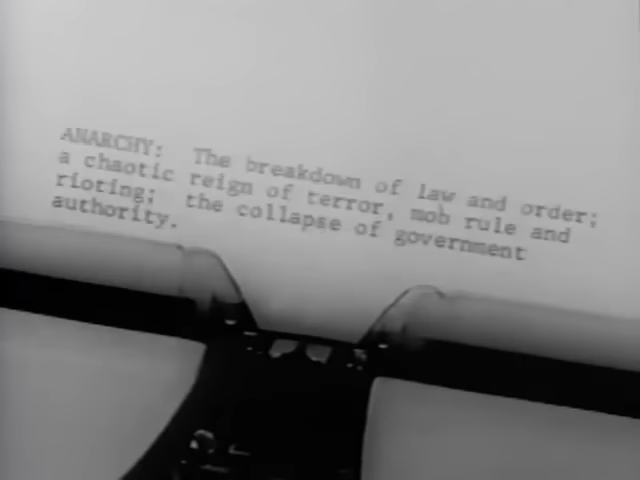 ANARCHY: The breakdown of law and order;
a chaotic reign of terror, mob rule and
rioting; the collapse of government
authority.